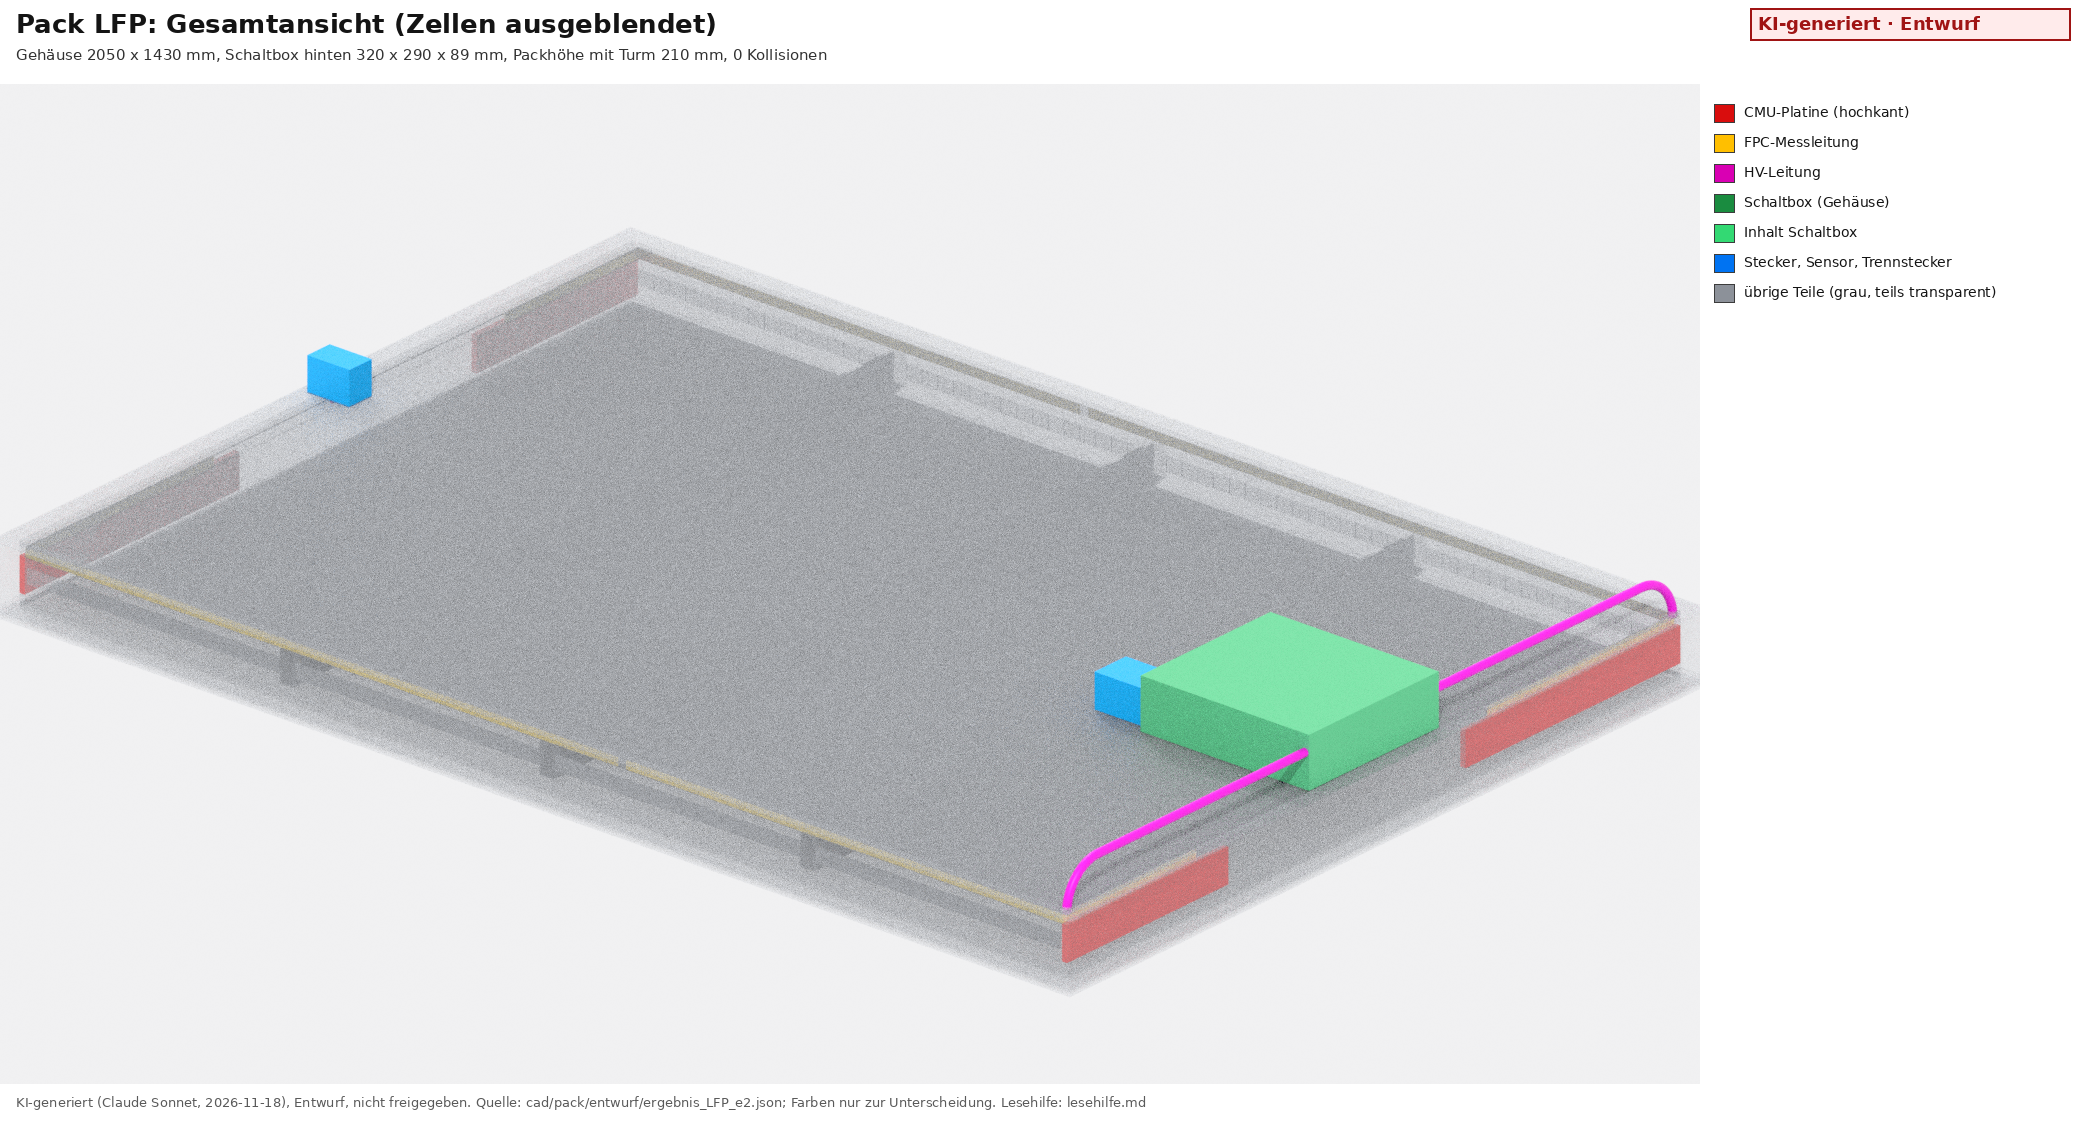 Pack LFP: Gesamtansicht (Zellen ausgeblendet)
KI-generiert · Entwurf
Gehäuse 2050 x 1430 mm, Schaltbox hinten 320 x 290 x 89 mm, Packhöhe mit Turm 210 mm, 0 Kollisionen
CMU-Platine (hochkant)
FPC-Messleitung
HV-Leitung
Schaltbox (Gehäuse)
Inhalt Schaltbox
Stecker, Sensor, Trennstecker
übrige Teile (grau, teils transparent)
KI-generiert (Claude Sonnet, 2026-11-18), Entwurf, nicht freigegeben. Quelle: cad/pack/entwurf/ergebnis_LFP_e2.json; Farben nur zur Unterscheidung. Lesehilfe: lesehilfe.md